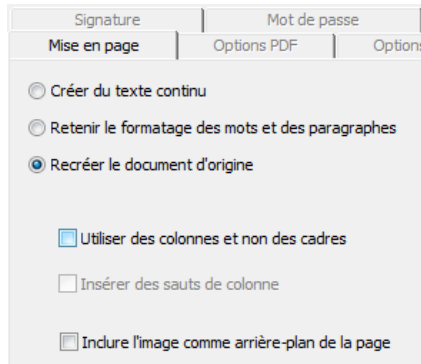 Signature Mot de passe
Mise en page Options PDF Options
Créer du texte continu
Retenir le formatage des mots et des paragraphes
Recréer le document d'origine
Utiliser des colonnes et non des cadres
Insérer des sauts de colonne
Inclure l'image comme arrière-plan de la page